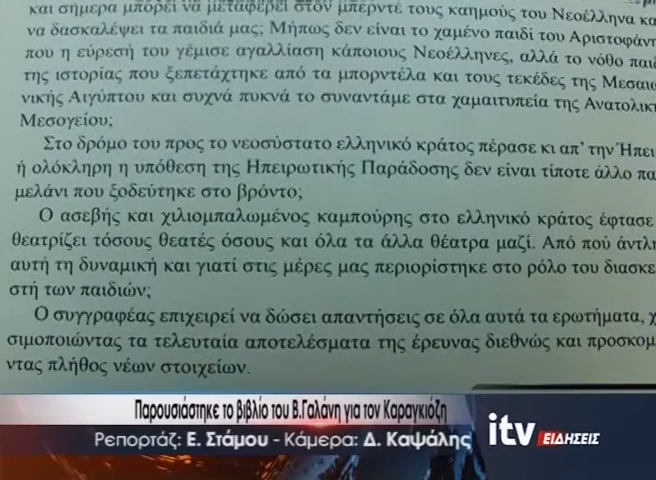 και σήμερα μπορεί να μεταφέρει στον μπερντέ τους καημούς του Νεοέλληνα κα
να δασκαλέψει τα παιδιά μας; Μήπως δεν είναι το χαμένο παιδί του Αριστοφάνη
που η εύρεσή του γέμισε αγαλλίαση κάποιους Νεοέλληνες, αλλά το νόθο παιδ
της ιστορίας που ξεπετάχτηκε από τα μπορντέλα και τους τεκέδες της Μεσαιω
νικής Αιγύπτου και συχνά πυκνά το συναντάμε στα χαμαιτυπεία της Ανατολικ
Μεσογείου;
Στο δρόμο του προς το νεοσύστατο ελληνικό κράτος πέρασε κι απ' την Ήπει
ή ολόκληρη η υπόθεση της Ηπειρωτικής Παράδοσης δεν είναι τίποτε άλλο πα
μελάνι που ξοδεύτηκε στο βρόντο;
Ο ασεβής και χιλιομπαλωμένος καμπούρης στο ελληνικό κράτος έφτασε
θεατρίζει τόσους θεατές όσους και όλα τα άλλα θέατρα μαζί. Από πού άντλη
αυτή τη δυναμική και γιατί στις μέρες μας περιορίστηκε στο ρόλο του διασκε
στή των παιδιών;
Ο συγγραφέας επιχειρεί να δώσει απαντήσεις σε όλα αυτά τα ερωτήματα, χ
σιμοποιώντας τα τελευταία αποτελέσματα της έρευνας διεθνώς και προσκομ
ντας πλήθος νέων στοιχείων.
Παρουσιάστηκε το βιβλίο του Β.Γαλάνη για τον Καραγκιόζη
Ρεπορτάζ: Ε. Στάμου - Κάμερα: Δ. Καψάλης
itv ΕΙΔΗΣΕΙΣ